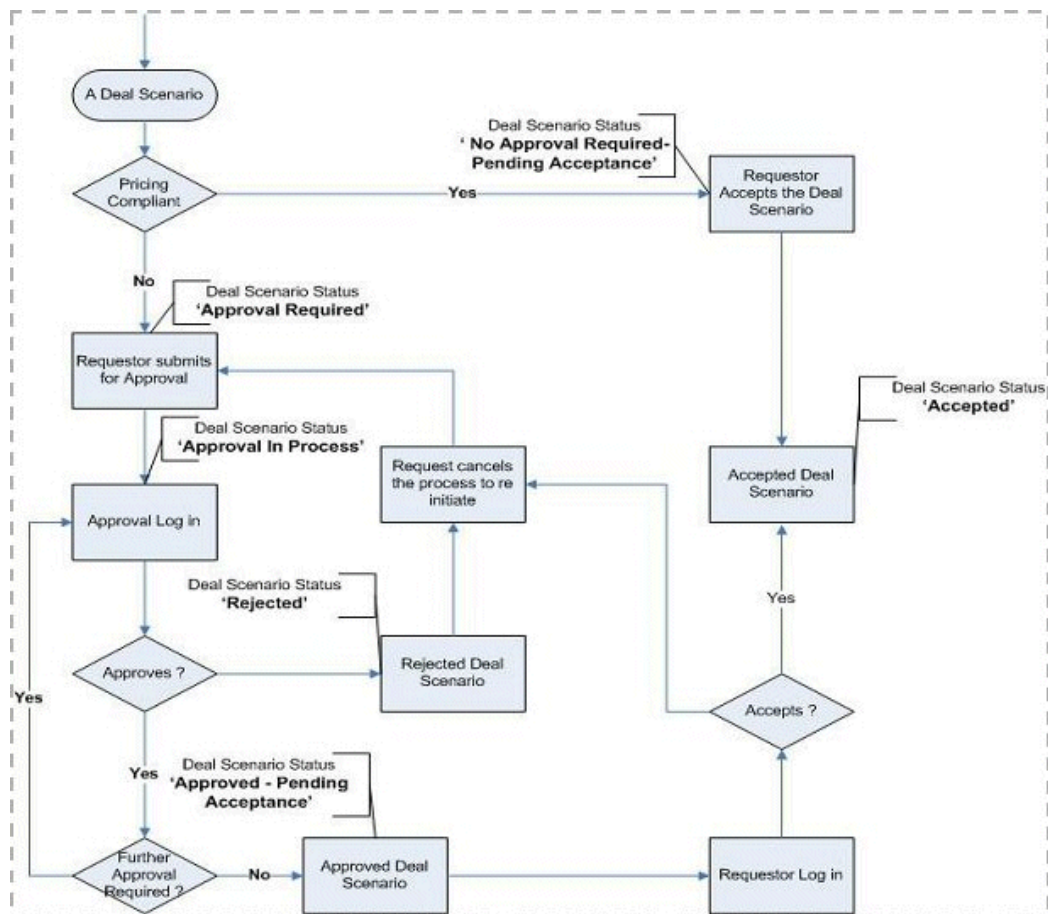 A Deal Scenario
Deal Scenario Status
‘ No Approval Required-
Pending Acceptance’
Pricing
Compliant
Yes
Requestor
Accepts the Deal
Scenario
No
Deal Scenario Status
‘Approval Required’
Requestor submits
for Approval
Deal Scenario Status
‘Accepted’
Deal Scenario Status
‘Approval In Process’
Request cancels
the process to re
initiate
Accepted Deal
Scenario
Approval Log in
Deal Scenario Status
‘Rejected’
Yes
Approves ?
Rejected Deal
Scenario
Yes
Accepts ?
Yes
Deal Scenario Status
‘Approved - Pending
Acceptance’
Further
Approval
Required ?
No
Approved Deal
Scenario
Requestor Log in